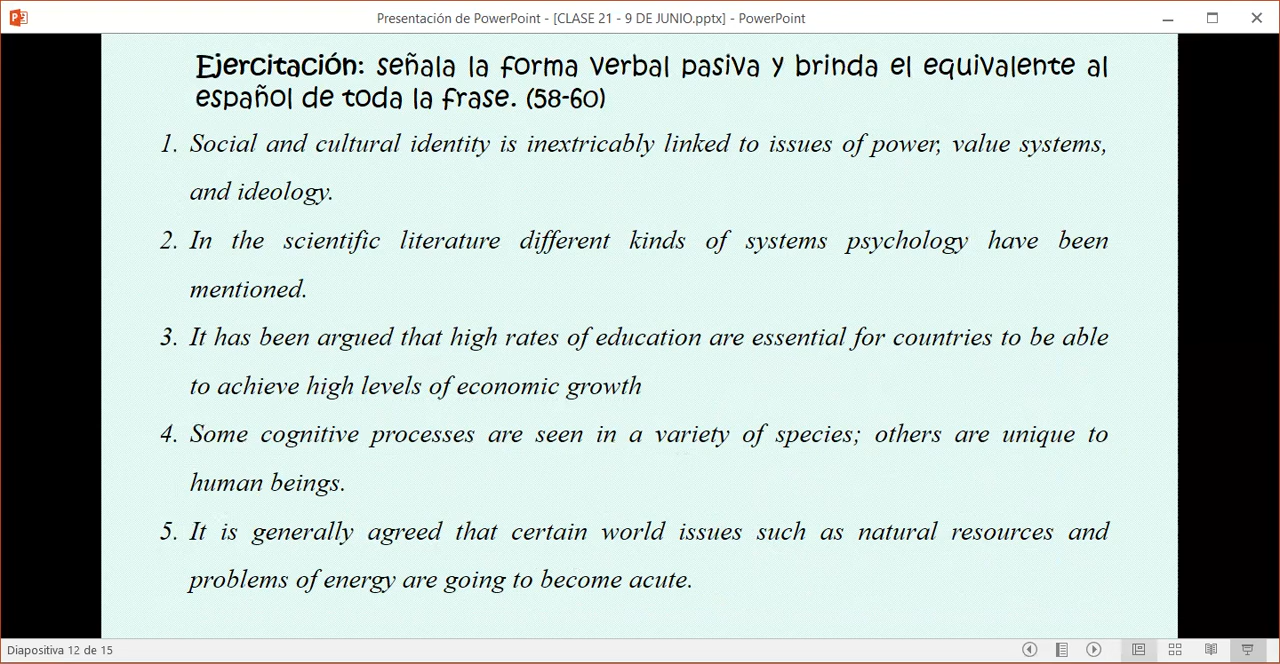 Presentación de PowerPoint - [CLASE 21 - 9 DE JUNIO.pptx] - PowerPoint
Ejercitación: señala la forma verbal pasiva y brinda el equivalente al
español de toda la frase. (58-60)
1. Social and cultural identity is inextricably linked to issues of power, value systems,
and ideology.
2. In the scientific literature different kinds of systems psychology have been
mentioned.
3. It has been argued that high rates of education are essential for countries to be able
to achieve high levels of economic growth
4. Some cognitive processes are seen in a variety of species; others are unique to
human beings.
5. It is generally agreed that certain world issues such as natural resources and
problems of energy are going to become acute.
Diapositiva 12 de 15